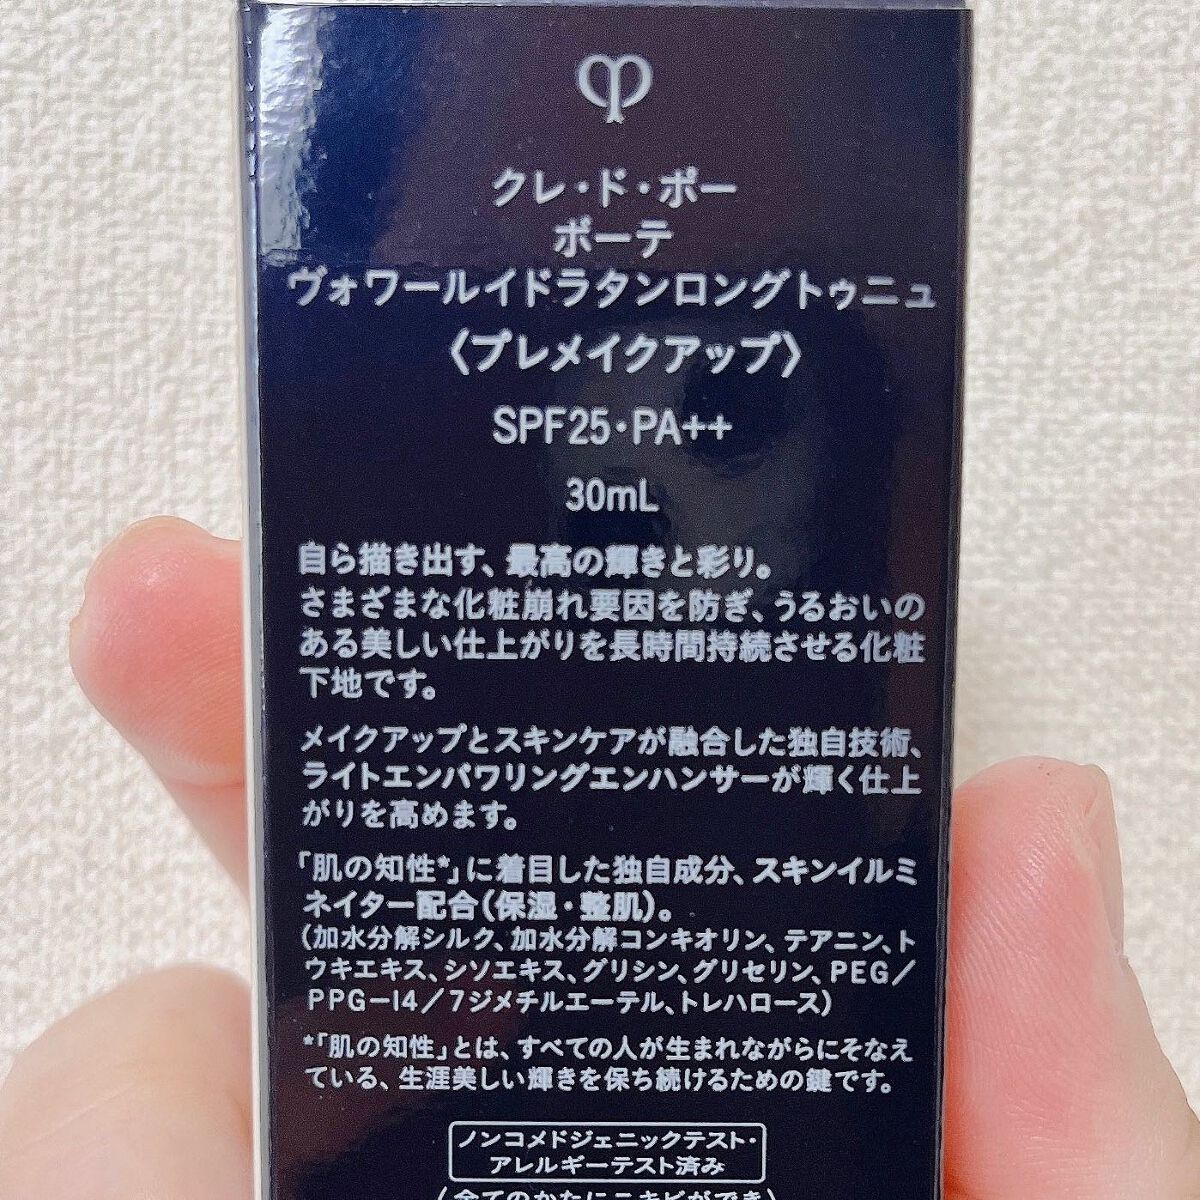 クレ・ド・ポー
ボーテ
ヴォワールイドラタンロングトゥニュ
〈プレメイクアップ〉
SPF25・PA++
30mL
自ら描き出す、最高の輝きと彩り。
さまざまな化粧崩れ要因を防ぎ、うるおいの
ある美しい仕上がりを長時間持続させる化粧
下地です。
メイクアップとスキンケアが融合した独自技術、
ライトエンパワリングエンハンサーが輝く仕上
がりを高めます。
「肌の知性*」に着目した独自成分、スキンイルミ
ネイター配合(保湿・整肌)。
(加水分解シルク、加水分解コンキオリン、テアニン、ト
ウキエキス、シソエキス、グリシン、グリセリン、PEG/
PPG-14/7ジメチルエーテル、トレハロース)
*「肌の知性」とは、すべての人が生まれながらにそなえ
ている、生涯美しい輝きを保ち続けるための鍵です。
ノンコメドジェニックテスト・
アレルギーテスト済み
(全てのかたにニキビができ)